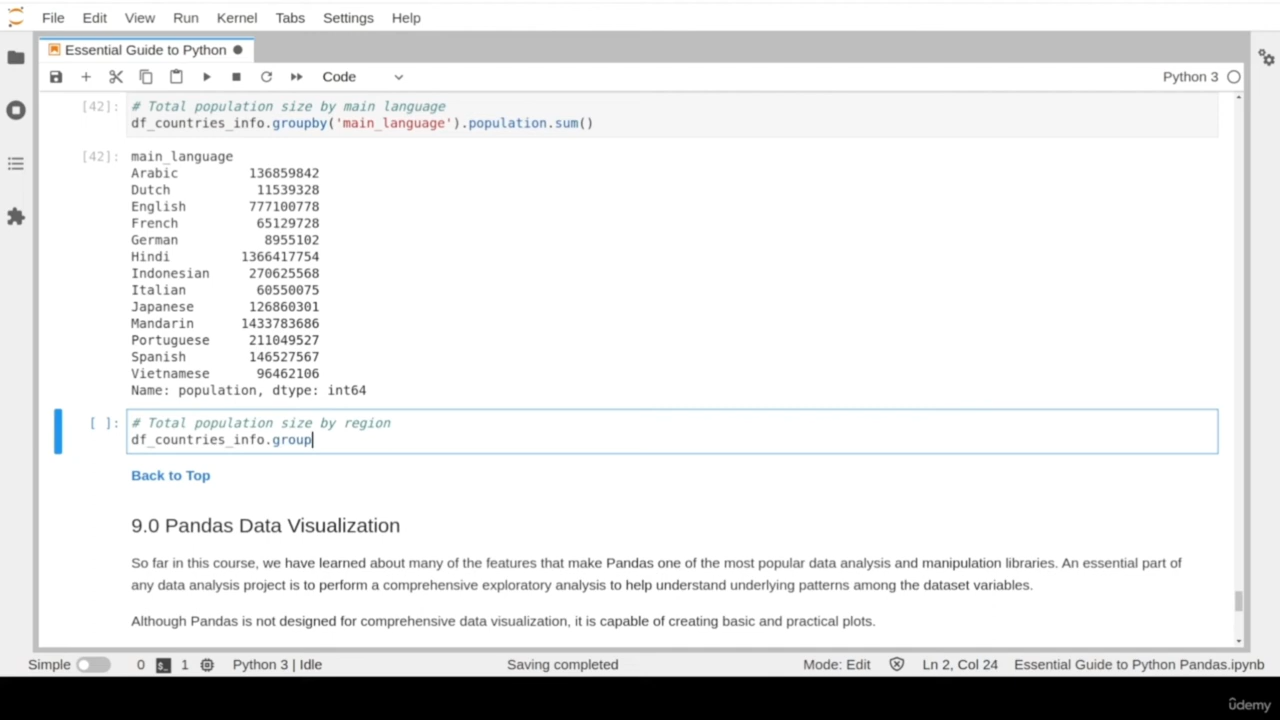 File Edit View Run Kernel Tabs Settings Help
Essential Guide to Python
Code
Python 3
[42]: # Total population size by main language
df_countries_info.groupby('main_language').population.sum()
[42]: main_language
Arabic 136859842
Dutch 11539328
English 777100778
French 65129728
German 8955102
Hindi 1366417754
Indonesian 270625568
Italian 60550075
Japanese 126860301
Mandarin 1433783686
Portuguese 211049527
Spanish 146527567
Vietnamese 96462106
Name: population, dtype: int64
[ ]: # Total population size by region
df_countries_info.group
Back to Top
9.0 Pandas Data Visualization
So far in this course, we have learned about many of the features that make Pandas one of the most popular data analysis and manipulation libraries. An essential part of
any data analysis project is to perform a comprehensive exploratory analysis to help understand underlying patterns among the dataset variables.
Although Pandas is not designed for comprehensive data visualization, it is capable of creating basic and practical plots.
Simple 0 $_ 1 Python 3 | Idle Saving completed Mode: Edit Ln 2, Col 24 Essential Guide to Python Pandas.ipynb
ûdemy